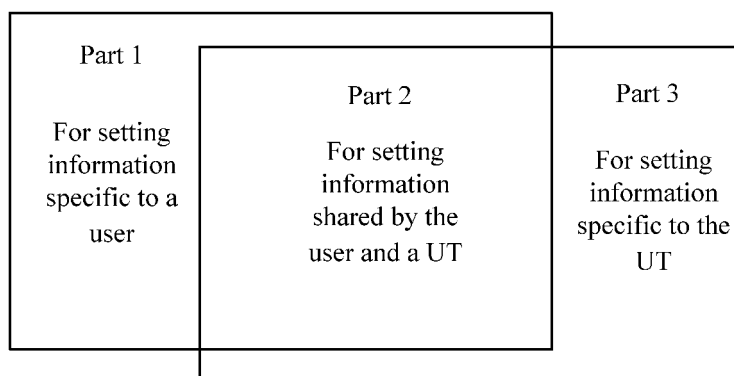 Part 1
For setting
information
specific to a
user
Part 2
For setting
information
shared by the
user and a UT
Part 3
For setting
information
specific to the
UT